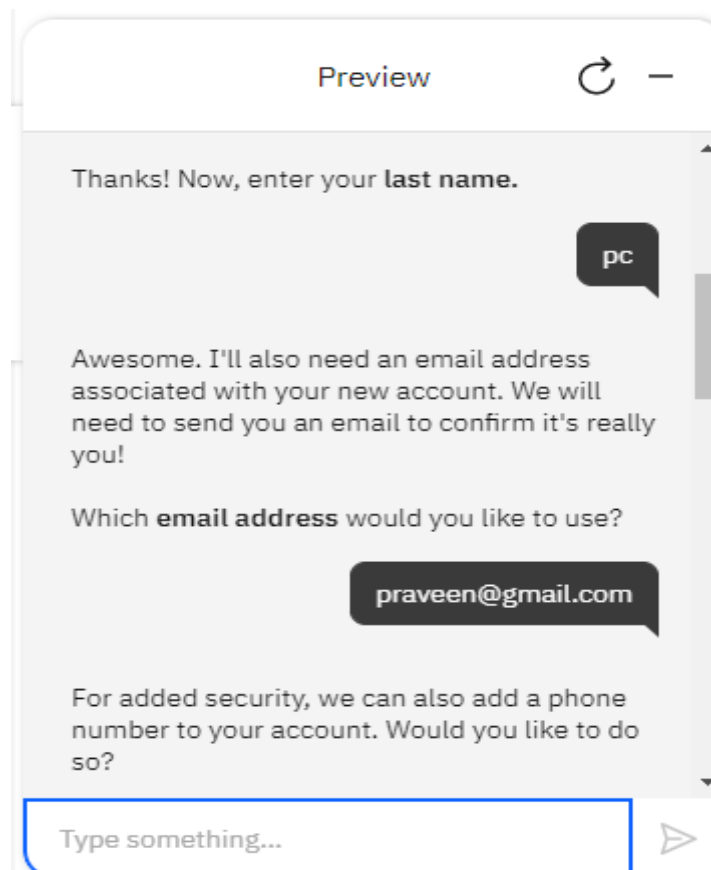 Preview
Thanks! Now, enter your last name.
pc
Awesome. I'll also need an email address
associated with your new account. We will
need to send you an email to confirm it's really
you!
Which email address would you like to use?
praveen@gmail.com
For added security, we can also add a phone
number to your account. Would you like to do
so?
Type something...